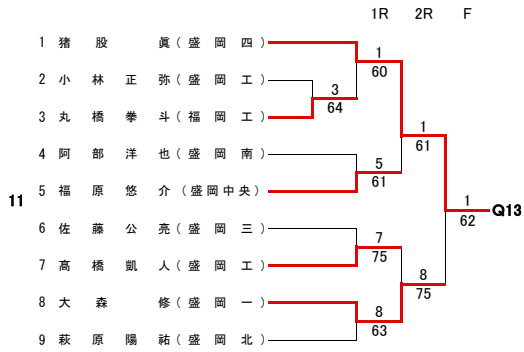 1R 2R F
1 猪股 眞(盛岡四)
1
60
2 小林正弥(盛岡工)
3
64
3 丸橋拳斗(福岡工)
1
61
4 阿部洋也(盛岡南)
5
61
5 福原悠介(盛岡中央)
11
1
62
Q13
6 佐藤公亮(盛岡三)
7
75
7 髙橋凱人(盛岡工)
8
75
8 大森 修(盛岡一)
8
63
9 萩原陽祐(盛岡北)